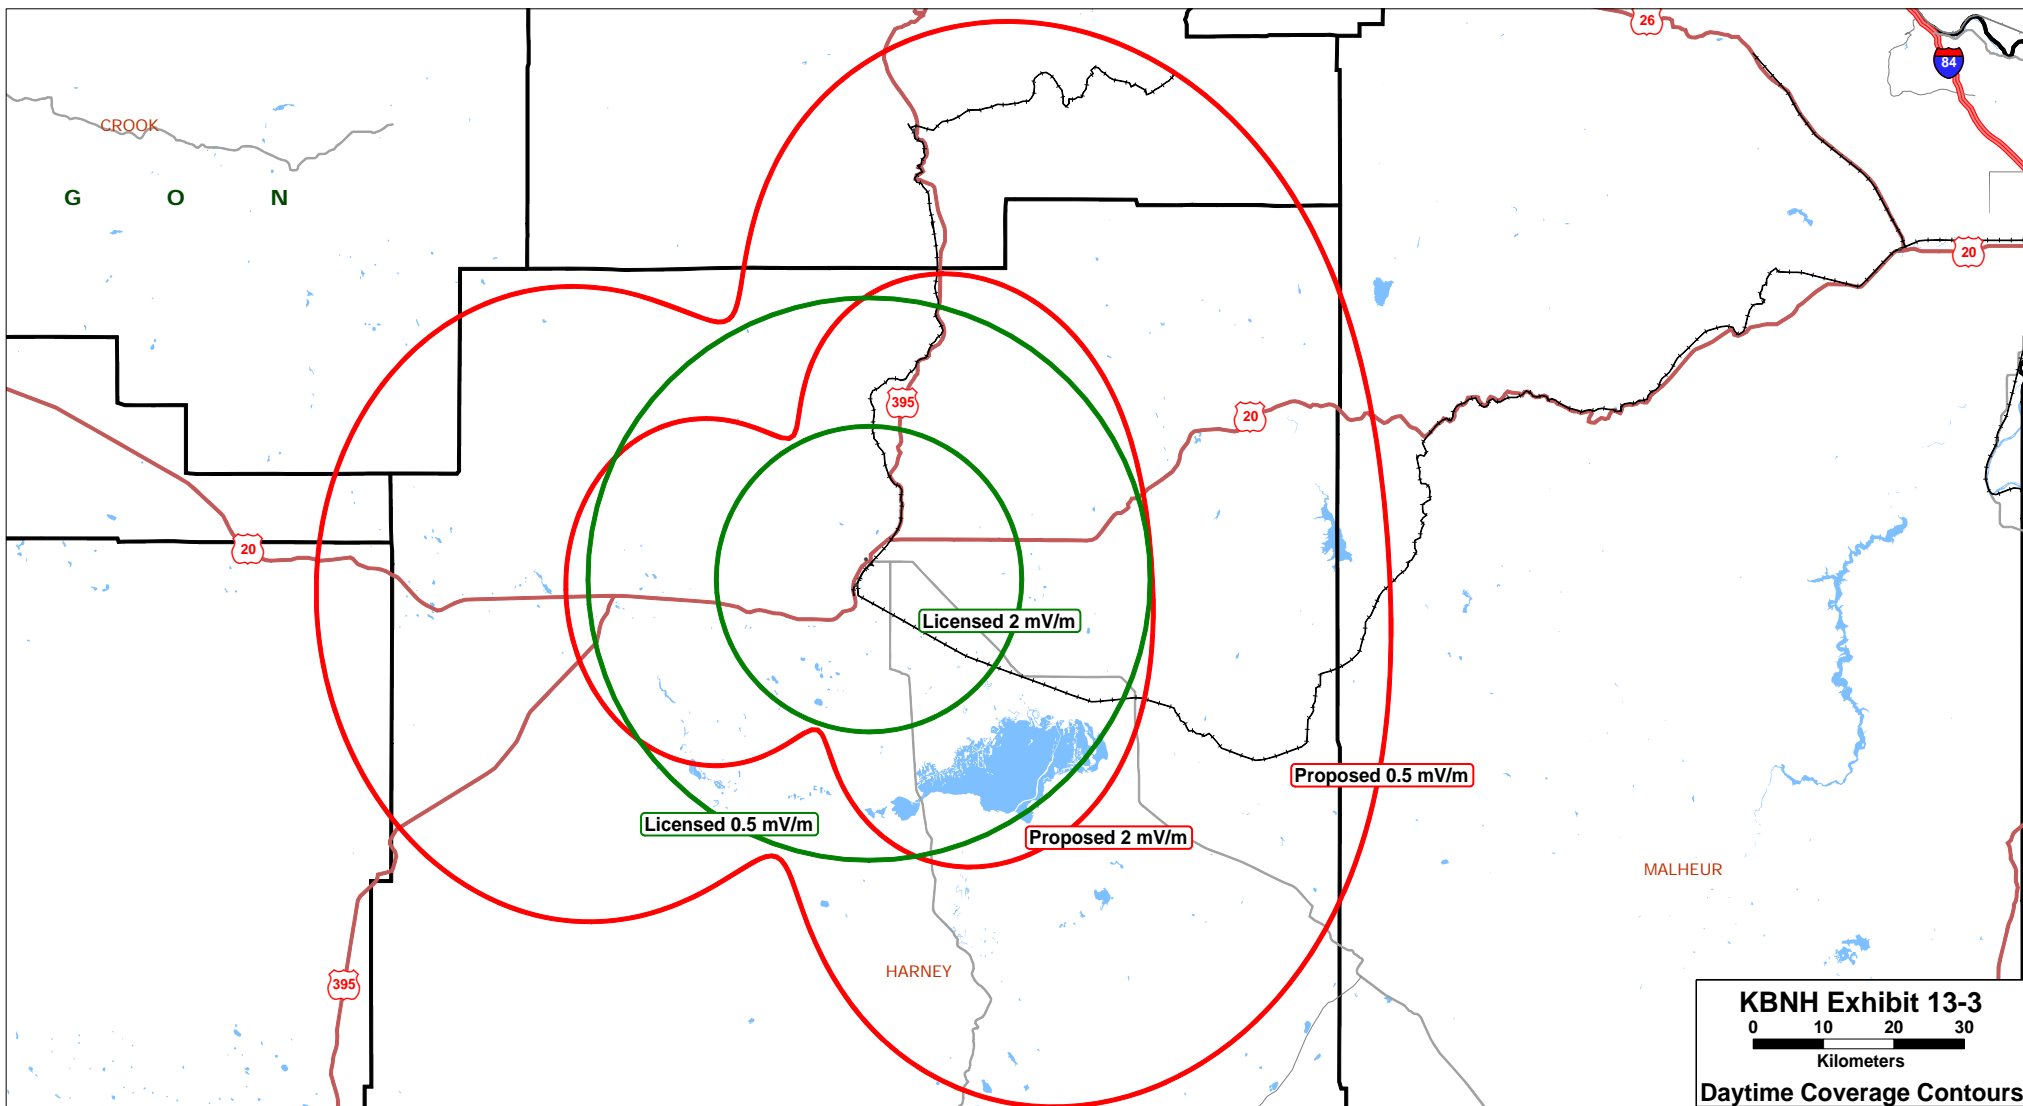 26
84
CROOK
G O N
20
395
20
20
Licensed 2 mV/m
Proposed 0.5 mV/m
Licensed 0.5 mV/m
Proposed 2 mV/m
MALHEUR
HARNEY
395
KBNH Exhibit 13-3
0 10 20 30
Kilometers
Daytime Coverage Contours